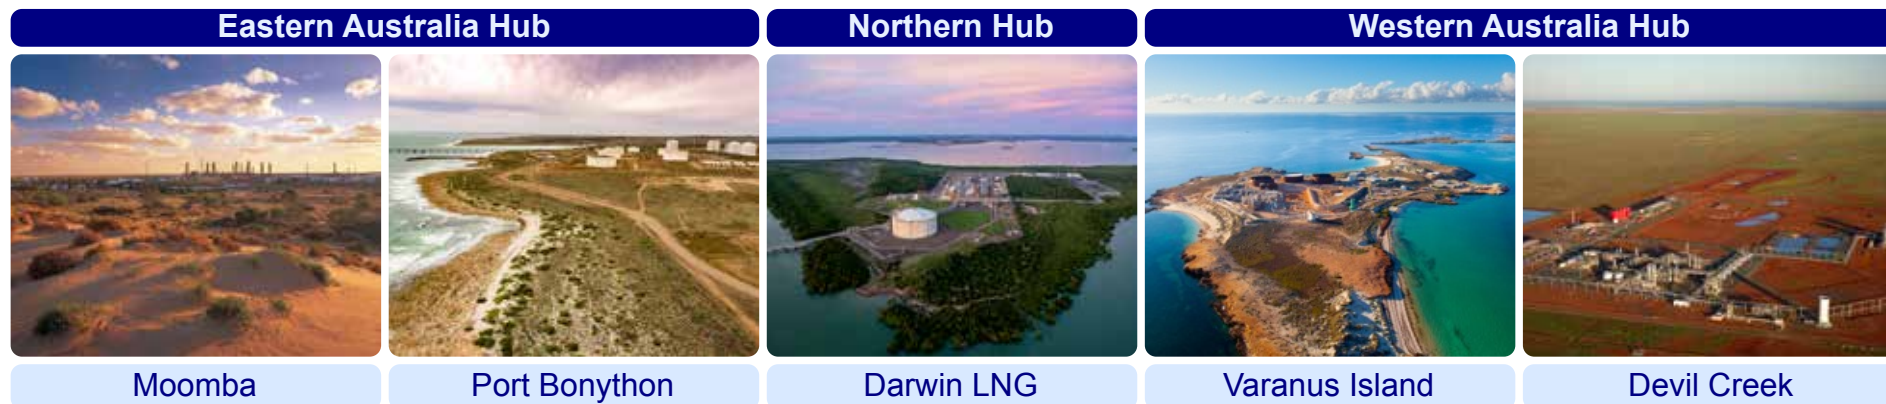 Eastern Australia Hub
Northern Hub
Western Australia Hub
Moomba
Port Bonython
Darwin LNG
Varanus Island
Devil Creek